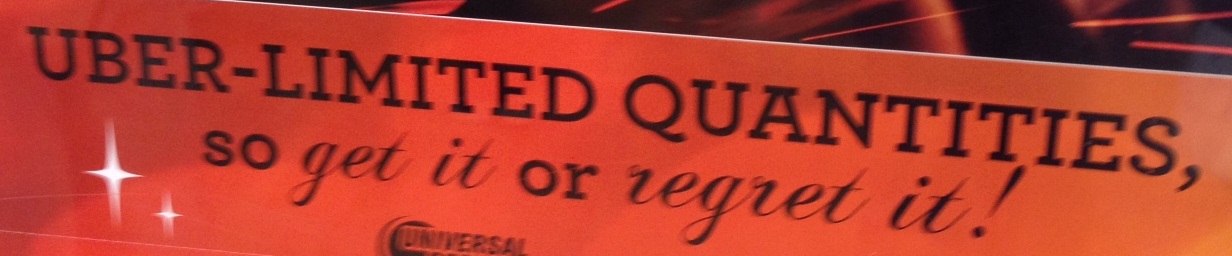 UBER-LIMITED QUANTITIES,
so get it or regret it!
UNIVERSAL